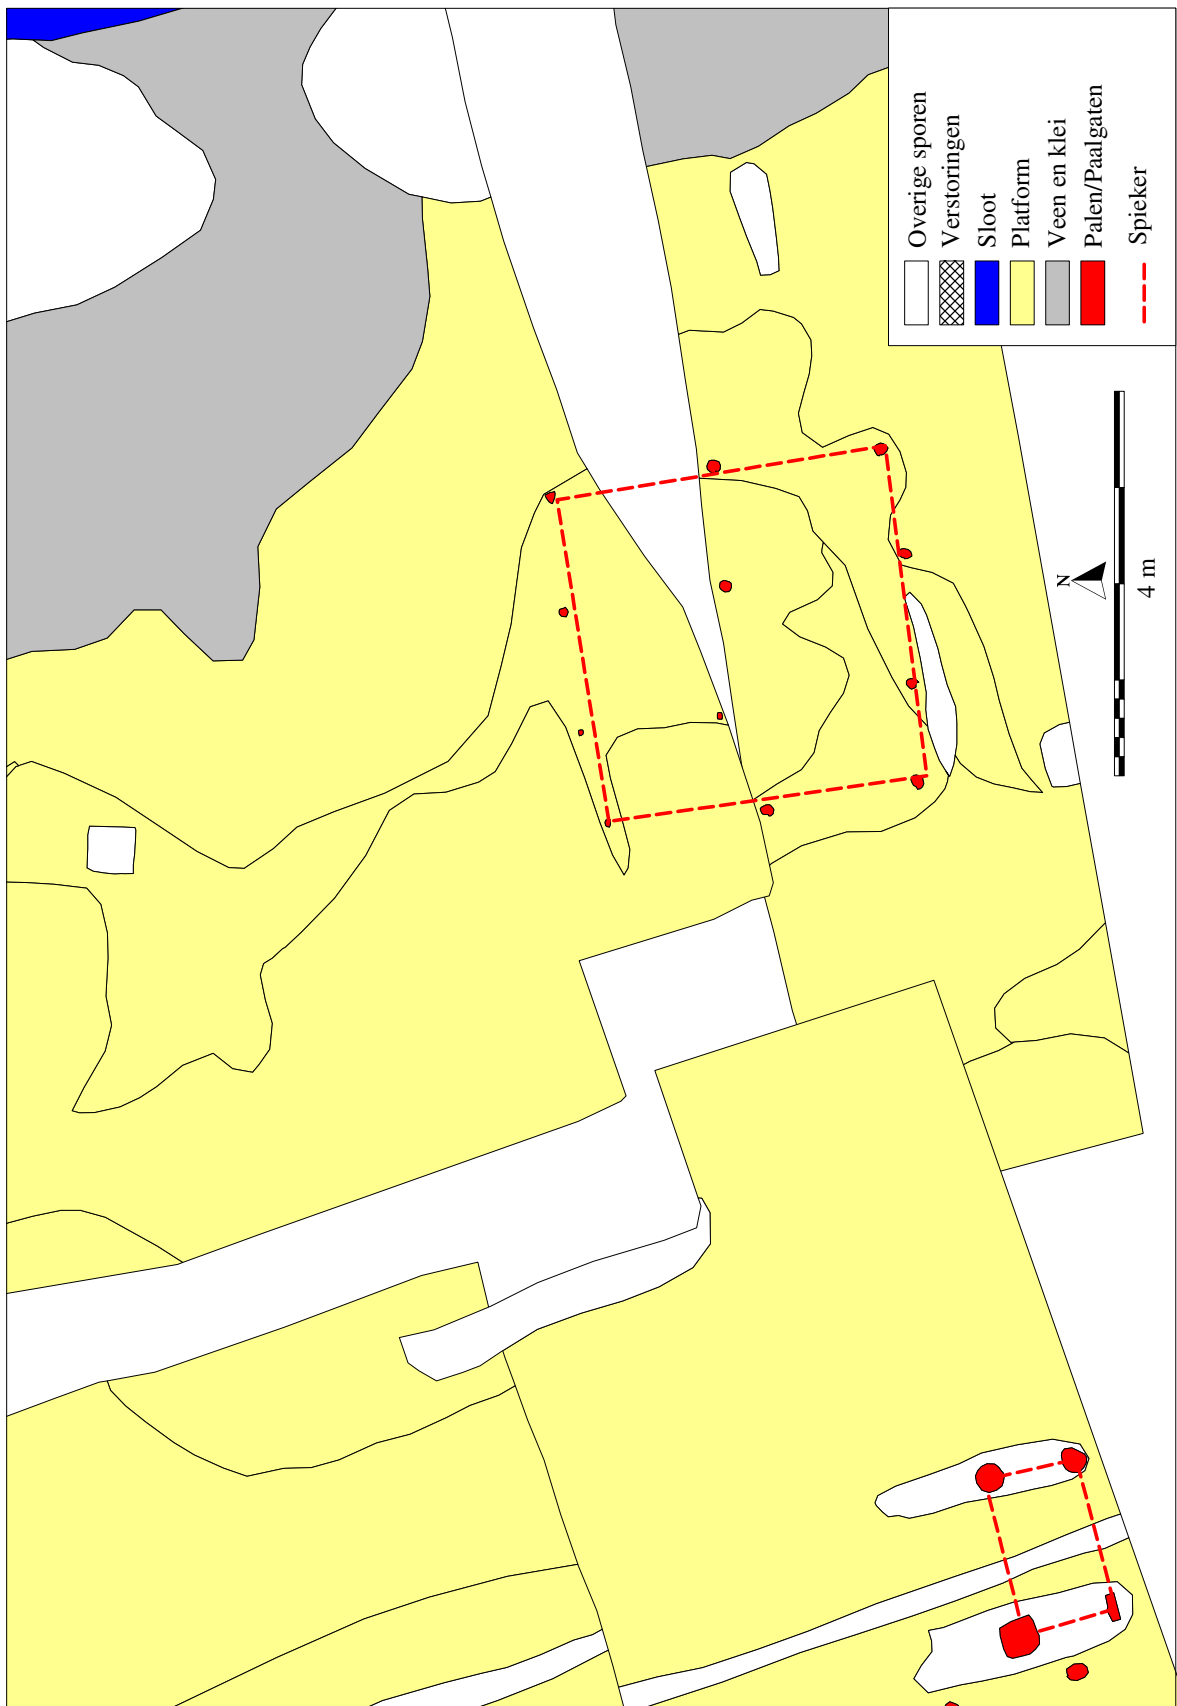 Overige sporen
Verstoringen
Sloot
Platform
Veen en klei
Palen/Paalgaten
Spieker
N
4 m